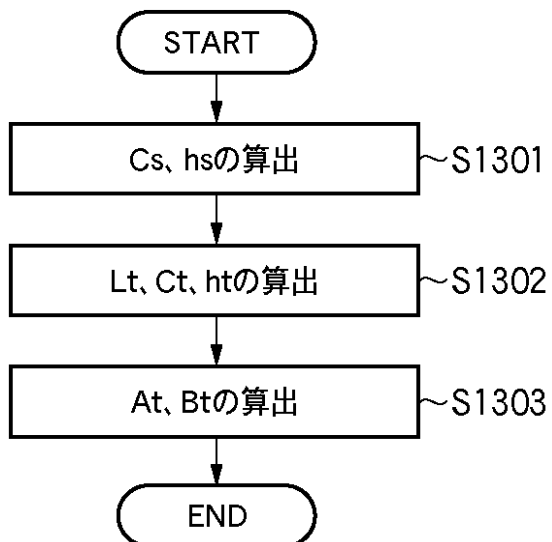 START
Cs、hsの算出
S1301
Lt、Ct、htの算出
S1302
At、Btの算出
S1303
END